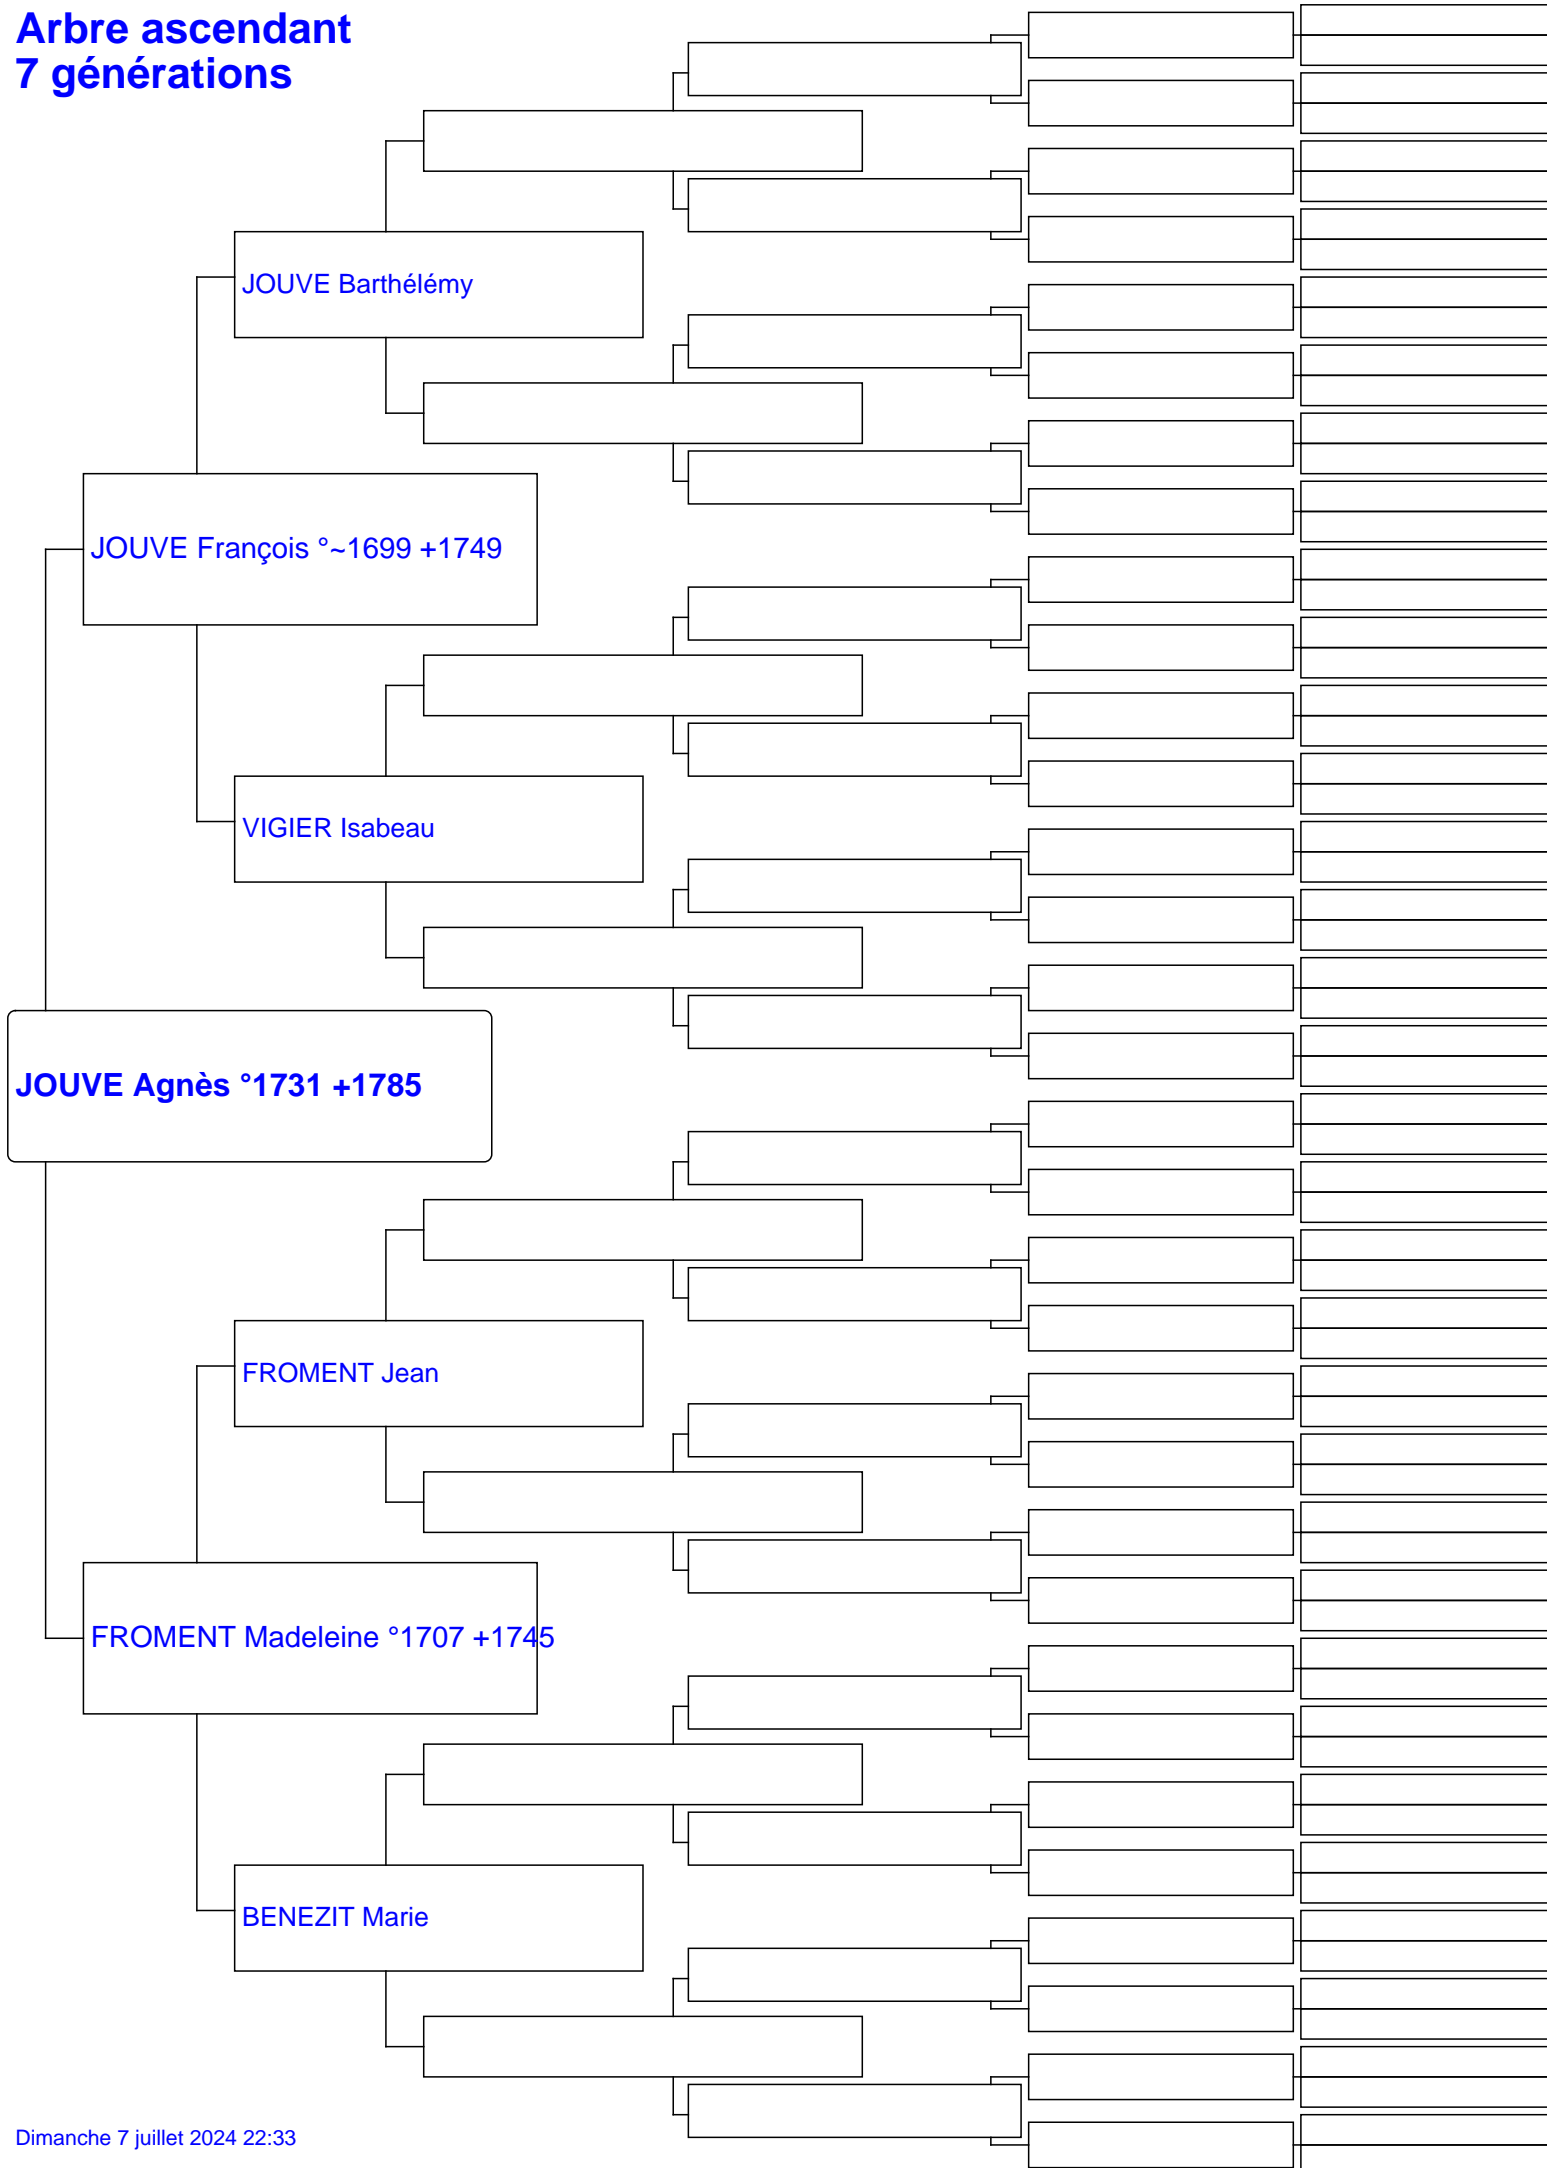 Arbre ascendant
7 générations
JOUVE Barthélémy
JOUVE François °~1699 +1749
VIGIER Isabeau
JOUVE Agnès °1731 +1785
FROMENT Jean
FROMENT Madeleine °1707 +1745
BENEZIT Marie
Dimanche 7 juillet 2024 22:33